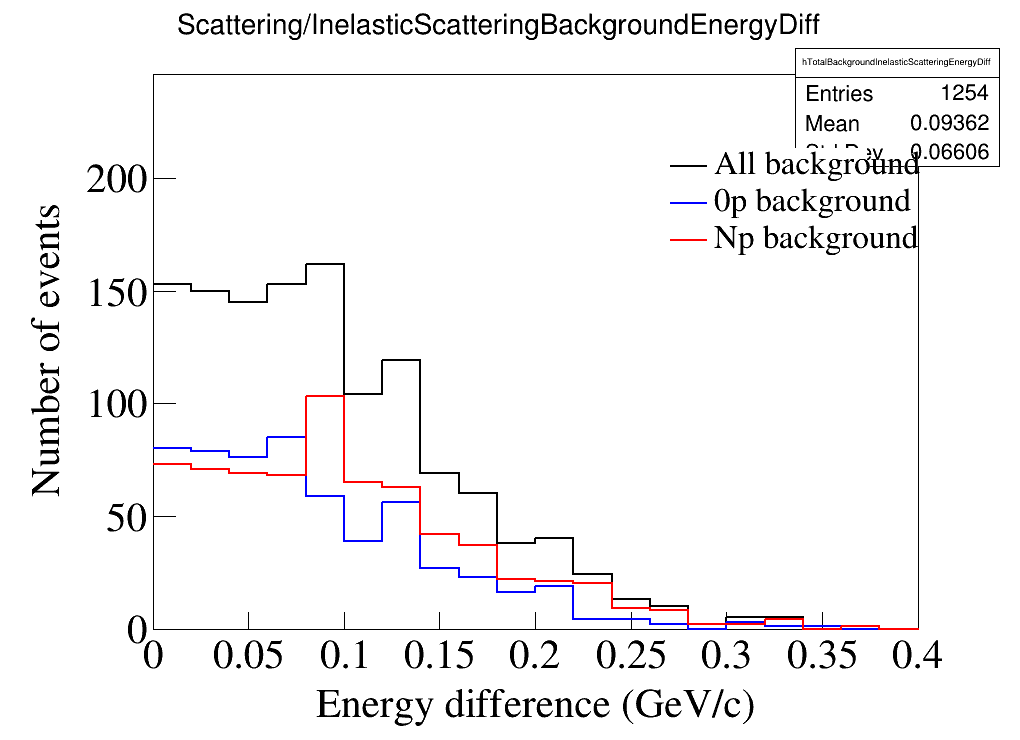 Scattering/InelasticScatteringBackgroundEnergyDiff
hTotalBackgroundInelasticScatteringEnergyDiff
Entries 1254
Mean 0.09362
Std Dev 0.06606
All background
0p background
Np background
Number of events
200
150
100
50
0
0 0.05 0.1 0.15 0.2 0.25 0.3 0.35 0.4
Energy difference (GeV/c)